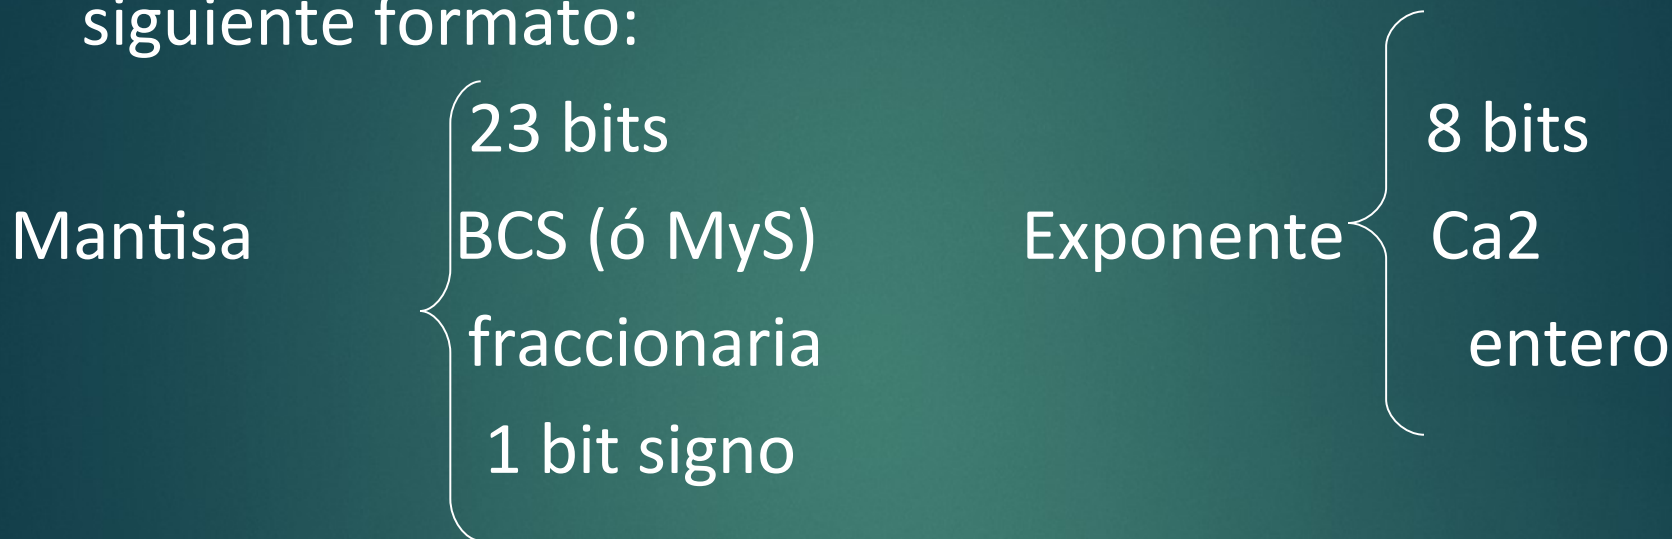 siguiente formato:
23 bits 8 bits
Mantisa BCS (ó MyS) Exponente Ca2
fraccionaria entero
1 bit signo